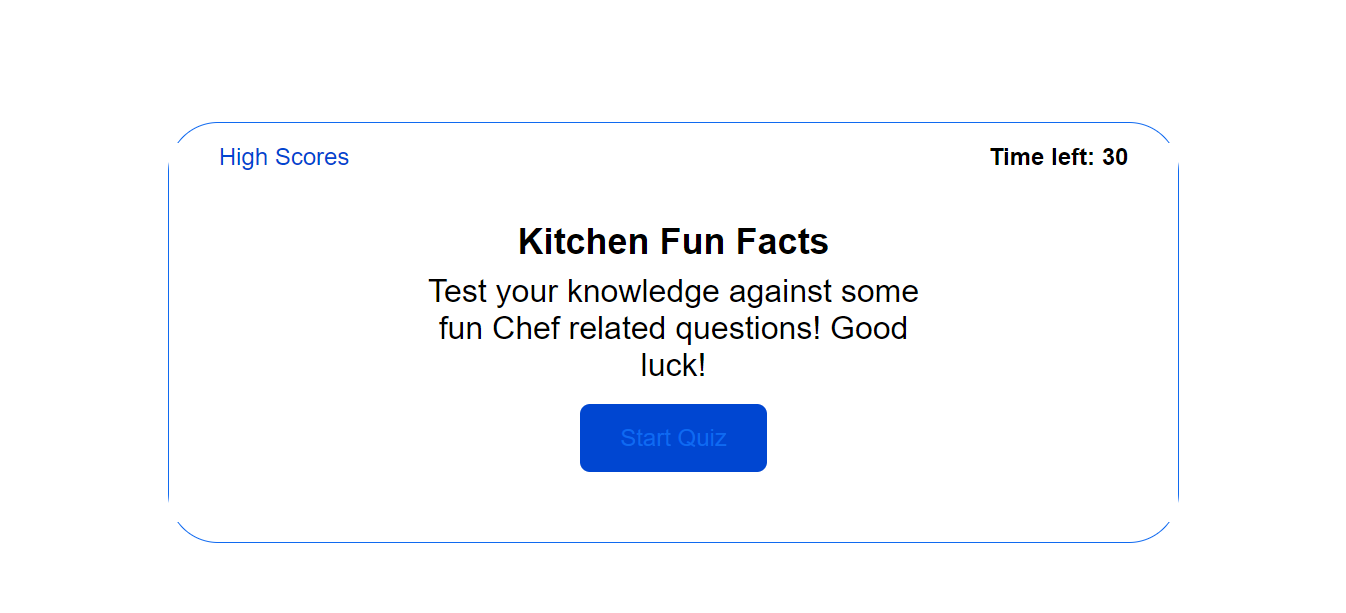 High Scores
Time left: 30
Kitchen Fun Facts
Test your knowledge against some
fun Chef related questions! Good
luck!
Start Quiz